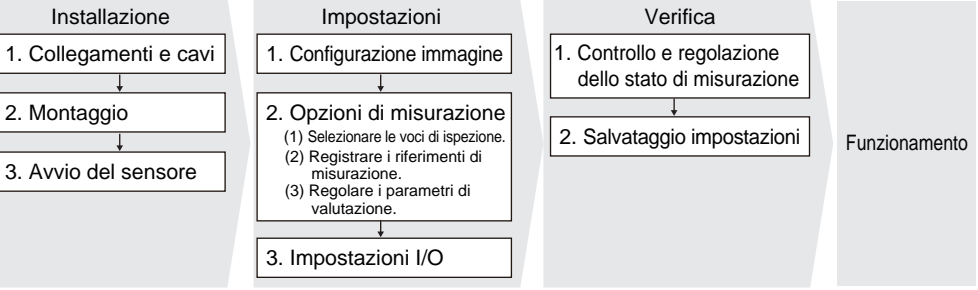 Installazione
1. Collegamenti e cavi
2. Montaggio
3. Avvio del sensore
Impostazioni
1. Configurazione immagine
2. Opzioni di misurazione
(1) Selezionare le voci di ispezione.
(2) Registrare i riferimenti di
misurazione.
(3) Regolare i parametri di
valutazione.
3. Impostazioni I/O
Verifica
1. Controllo e regolazione
dello stato di misurazione
2. Salvataggio impostazioni
Funzionamento